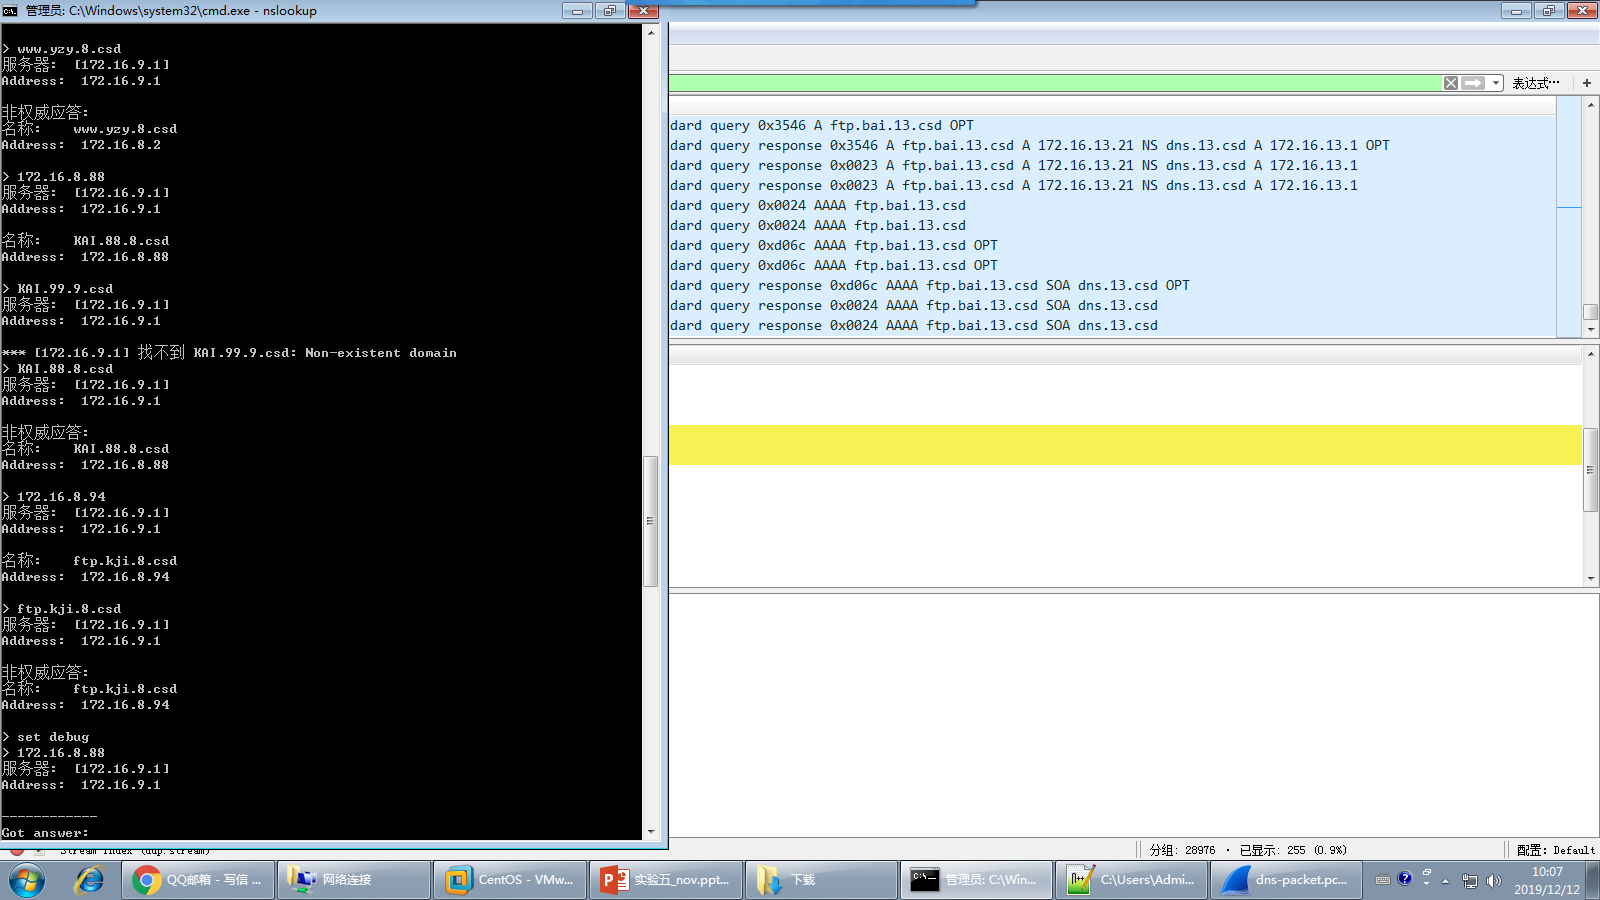 管理员: C:\Windows\system32\cmd.exe - nslookup
> www.yzy.8.csd
服务器:  [172.16.9.1]
Address:  172.16.9.1
非权威应答:
名称:    www.yzy.8.csd
Address:  172.16.8.2
> 172.16.8.88
服务器:  [172.16.9.1]
Address:  172.16.9.1
名称:    KAI.88.8.csd
Address:  172.16.8.88
> KAI.99.9.csd
服务器:  [172.16.9.1]
Address:  172.16.9.1
*** [172.16.9.1] 找不到 KAI.99.9.csd: Non-existent domain
> KAI.88.8.csd
服务器:  [172.16.9.1]
Address:  172.16.9.1
非权威应答:
名称:    KAI.88.8.csd
Address:  172.16.8.88
> 172.16.8.94
服务器:  [172.16.9.1]
Address:  172.16.9.1
名称:    ftp.kji.8.csd
Address:  172.16.8.94
> ftp.kji.8.csd
服务器:  [172.16.9.1]
Address:  172.16.9.1
非权威应答:
名称:    ftp.kji.8.csd
Address:  172.16.8.94
> set debug
> 172.16.8.88
服务器:  [172.16.9.1]
Address:  172.16.9.1
------------
Got answer:
表达式…
+
dard query 0x3546 A ftp.bai.13.csd OPT
dard query response 0x3546 A ftp.bai.13.csd A 172.16.13.21 NS dns.13.csd A 172.16.13.1 OPT
dard query response 0x0023 A ftp.bai.13.csd A 172.16.13.21 NS dns.13.csd A 172.16.13.1
dard query response 0x0023 A ftp.bai.13.csd A 172.16.13.21 NS dns.13.csd A 172.16.13.1
dard query 0x0024 AAAA ftp.bai.13.csd
dard query 0x0024 AAAA ftp.bai.13.csd
dard query 0xd06c AAAA ftp.bai.13.csd OPT
dard query 0xd06c AAAA ftp.bai.13.csd OPT
dard query response 0xd06c AAAA ftp.bai.13.csd SOA dns.13.csd OPT
dard query response 0x0024 AAAA ftp.bai.13.csd SOA dns.13.csd
dard query response 0x0024 AAAA ftp.bai.13.csd SOA dns.13.csd
Stream index (udp.stream)
分组: 28976 · 已显示: 255 (0.9%)
配置: Default
QQ邮箱 - 写信 ...
网络连接
CentOS - VMw...
实验五_nov.ppt...
下载
管理员: C:\Win...
C:\Users\Admi...
dns-packet.pc...
10:07
2019/12/12